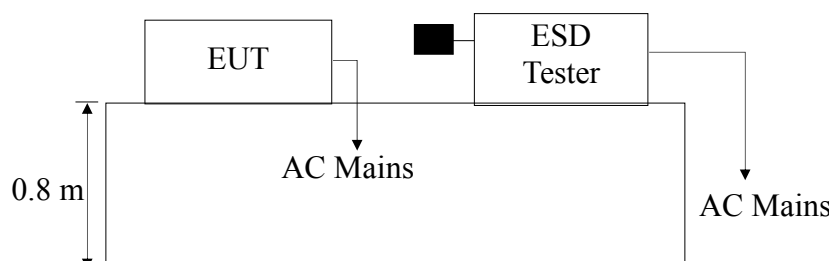 EUT
ESD
Tester
AC Mains
0.8 m
AC Mains